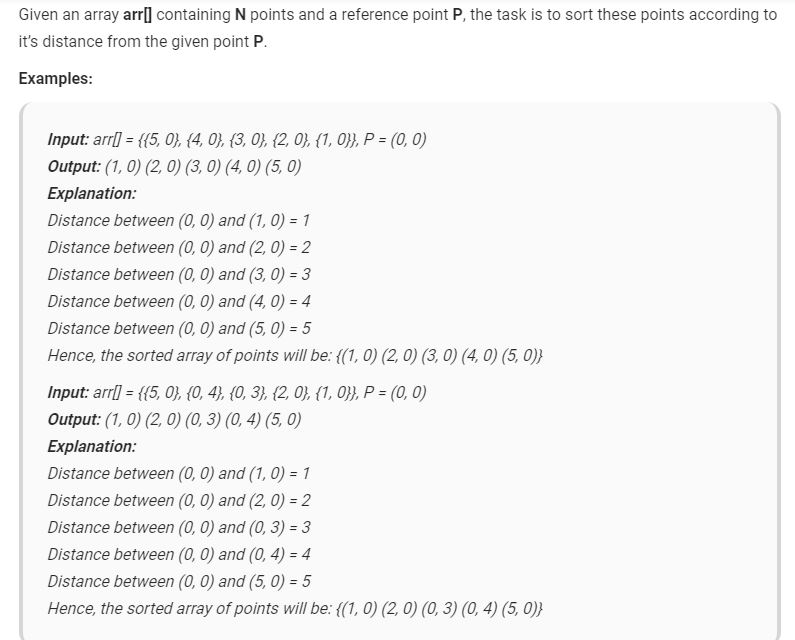 Given an array arr[] containing N points and a reference point P, the task is to sort these points according to
it's distance from the given point P.
Examples:
Input: arr[] = {{5, 0}, {4, 0}, {3, 0}, {2, 0}, {1, 0}}, P = (0, 0)
Output: (1, 0) (2, 0) (3, 0) (4, 0) (5, 0)
Explanation:
Distance between (0, 0) and (1, 0) = 1
Distance between (0, 0) and (2, 0) = 2
Distance between (0, 0) and (3, 0) = 3
Distance between (0, 0) and (4, 0) = 4
Distance between (0, 0) and (5, 0) = 5
Hence, the sorted array of points will be: {(1, 0) (2, 0) (3, 0) (4, 0) (5, 0)}
Input: arr[] = {{5, 0}, {0, 4}, {0, 3}, {2, 0}, {1, 0}}, P = (0, 0)
Output: (1, 0) (2, 0) (0, 3) (0, 4) (5, 0)
Explanation:
Distance between (0, 0) and (1, 0) = 1
Distance between (0, 0) and (2, 0) = 2
Distance between (0, 0) and (0, 3) = 3
Distance between (0, 0) and (0, 4) = 4
Distance between (0, 0) and (5, 0) = 5
Hence, the sorted array of points will be: {(1, 0) (2, 0) (0, 3) (0, 4) (5, 0)}